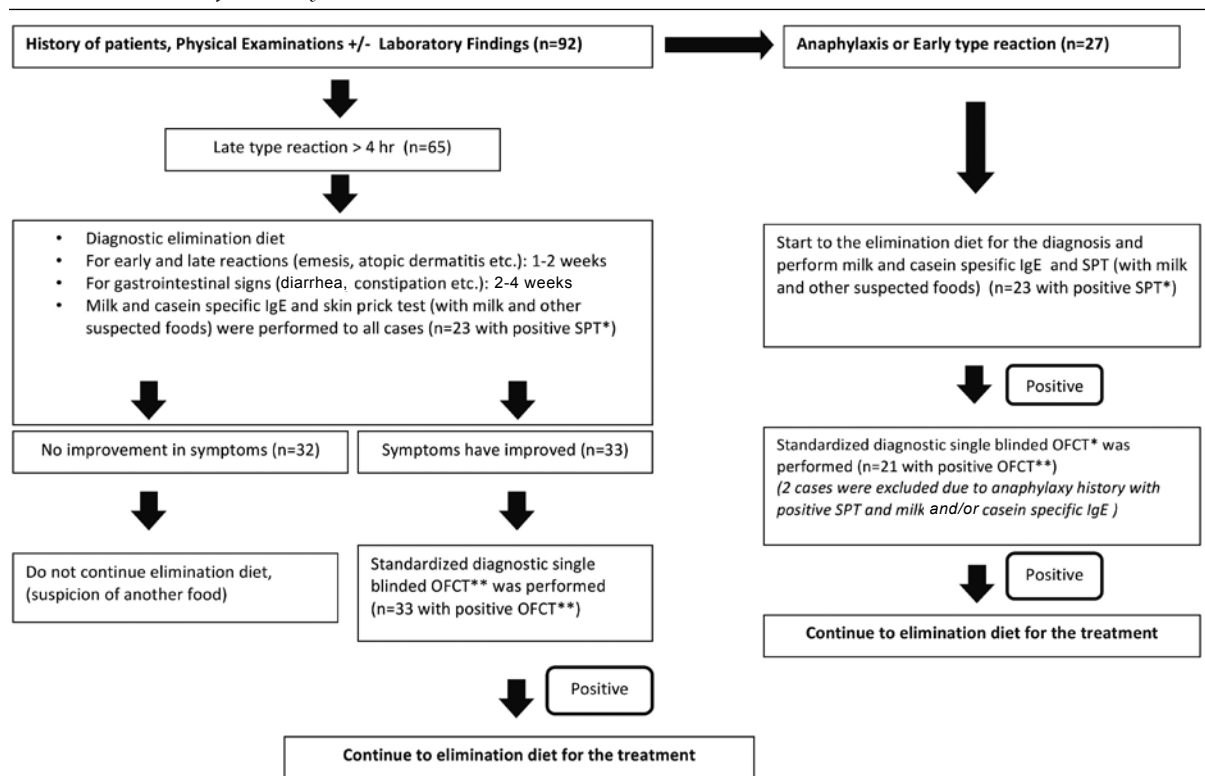 History of patients, Physical Examinations +/- Laboratory Findings (n=92)
Anaphylaxis or Early type reaction (n=27)
Late type reaction > 4 hr (n=65)
• Diagnostic elimination diet
• For early and late reactions (emesis, atopic dermatitis etc.): 1-2 weeks
• For gastrointestinal signs (diarrhea, constipation etc.): 2-4 weeks
• Milk and casein specific IgE and skin prick test (with milk and other
suspected foods) were performed to all cases (n=23 with positive SPT*)
Start to the elimination diet for the diagnosis and
perform milk and casein spesific IgE and SPT (with milk
and other suspected foods) (n=23 with positive SPT*)
Positive
No improvement in symptoms (n=32)
Symptoms have improved (n=33)
Standardized diagnostic single blinded OFCT* was
performed (n=21 with positive OFCT**)
(2 cases were excluded due to anaphylaxy history with
positive SPT and milk and/or casein specific IgE )
Do not continue elimination diet,
(suspicion of another food)
Standardized diagnostic single
blinded OFCT** was performed
(n=33 with positive OFCT**)
Positive
Continue to elimination diet for the treatment
Positive
Continue to elimination diet for the treatment